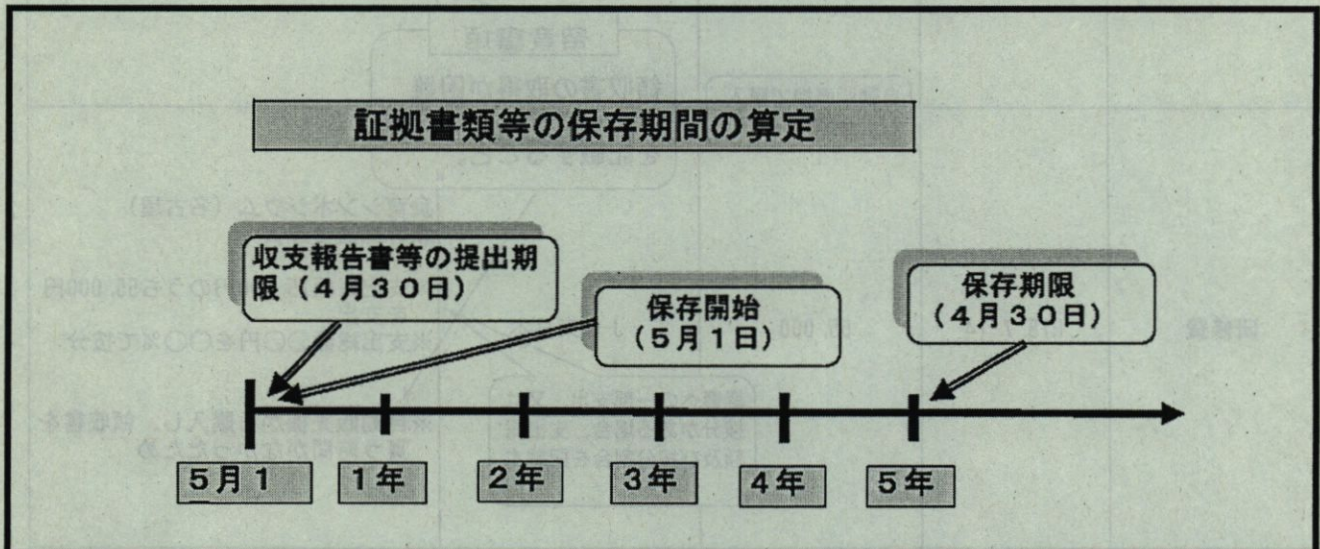 証拠書類等の保存期間の算定
収支報告書等の提出期
限（４月３０日）
保存開始
（５月１日）
保存期限
（４月３０日）
５月１
１年
２年
３年
４年
５年